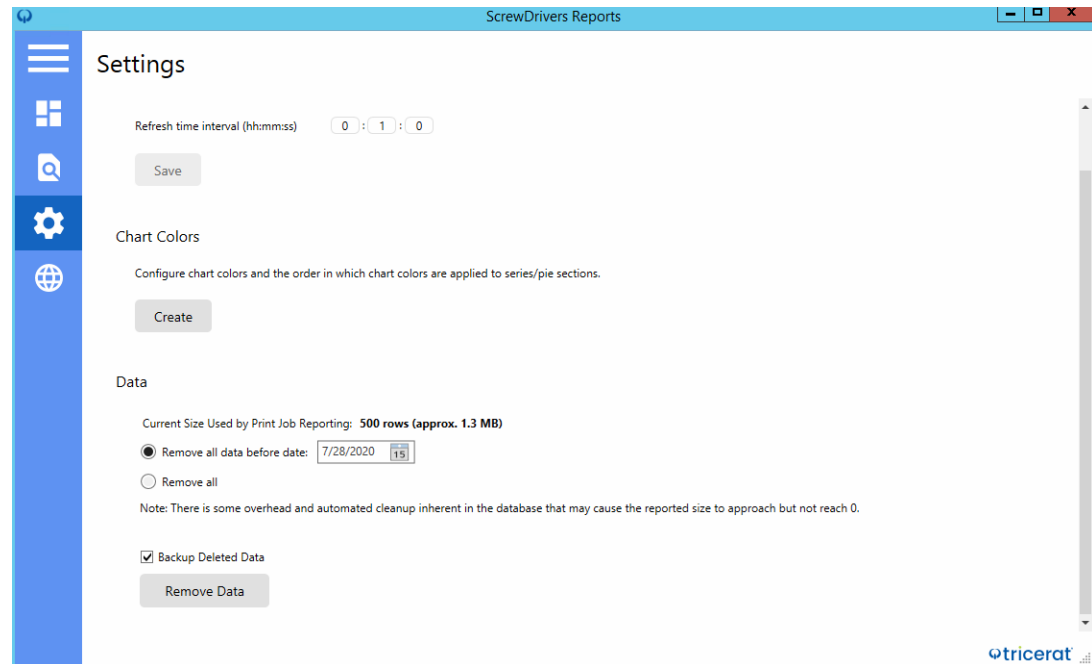 ScrewDrivers Reports
Settings
Refresh time interval (hh:mm:ss) 0 : 1 : 0
Save
Chart Colors
Configure chart colors and the order in which chart colors are applied to series/pie sections.
Create
Data
Current Size Used by Print Job Reporting: 500 rows (approx. 1.3 MB)
Remove all data before date: 7/28/2020 15
Remove all
Note: There is some overhead and automated cleanup inherent in the database that may cause the reported size to approach but not reach 0.
Backup Deleted Data
Remove Data
tricerat